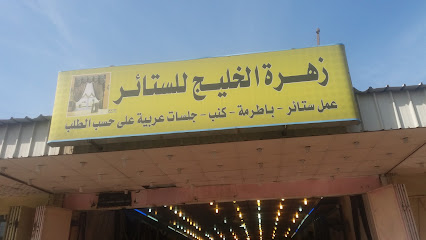 زهرة الخليج للستائر
عمل ستائر - باطرمة - كنب - جلسات عربية على حسب الطلب